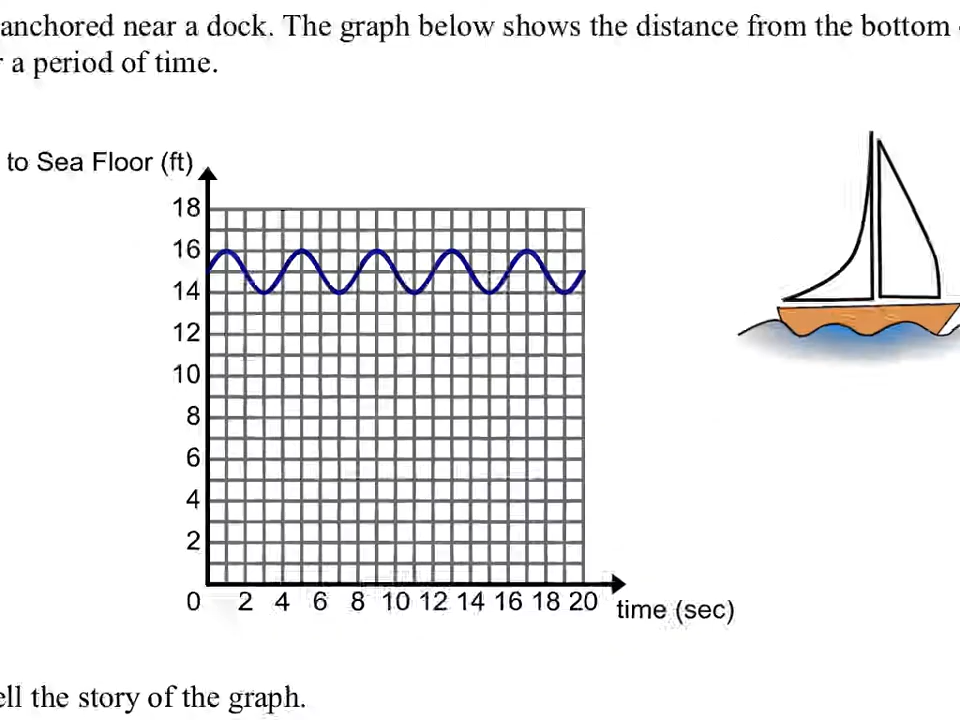 anchored near a dock. The graph below shows the distance from the bottom
a period of time.
to Sea Floor (ft)
18
16
14
12
10
8
6
4
2
0 2 4 6 8 10 12 14 16 18 20 time (sec)
the story of the graph.